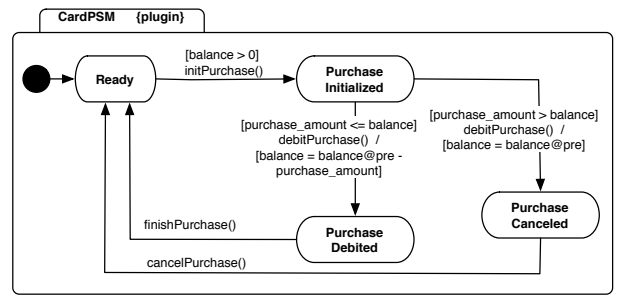 CardPSM {plugin}
Ready
[balance > 0]
initPurchase()
Purchase
Initialized
[purchase_amount <= balance]
debitPurchase() /
[balance = balance@pre -
purchase_amount]
[purchase_amount > balance]
debitPurchase() /
[balance = balance@pre]
Purchase
Debited
Purchase
Canceled
finishPurchase()
cancelPurchase()